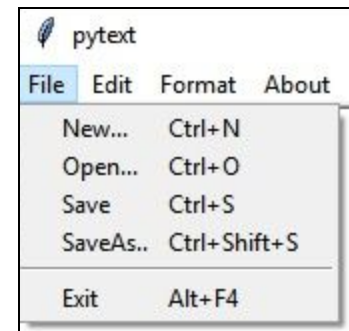 pytext
File Edit Format About
New... Ctrl+N
Open... Ctrl+O
Save Ctrl+S
SaveAs.. Ctrl+Shift+S
Exit Alt+F4